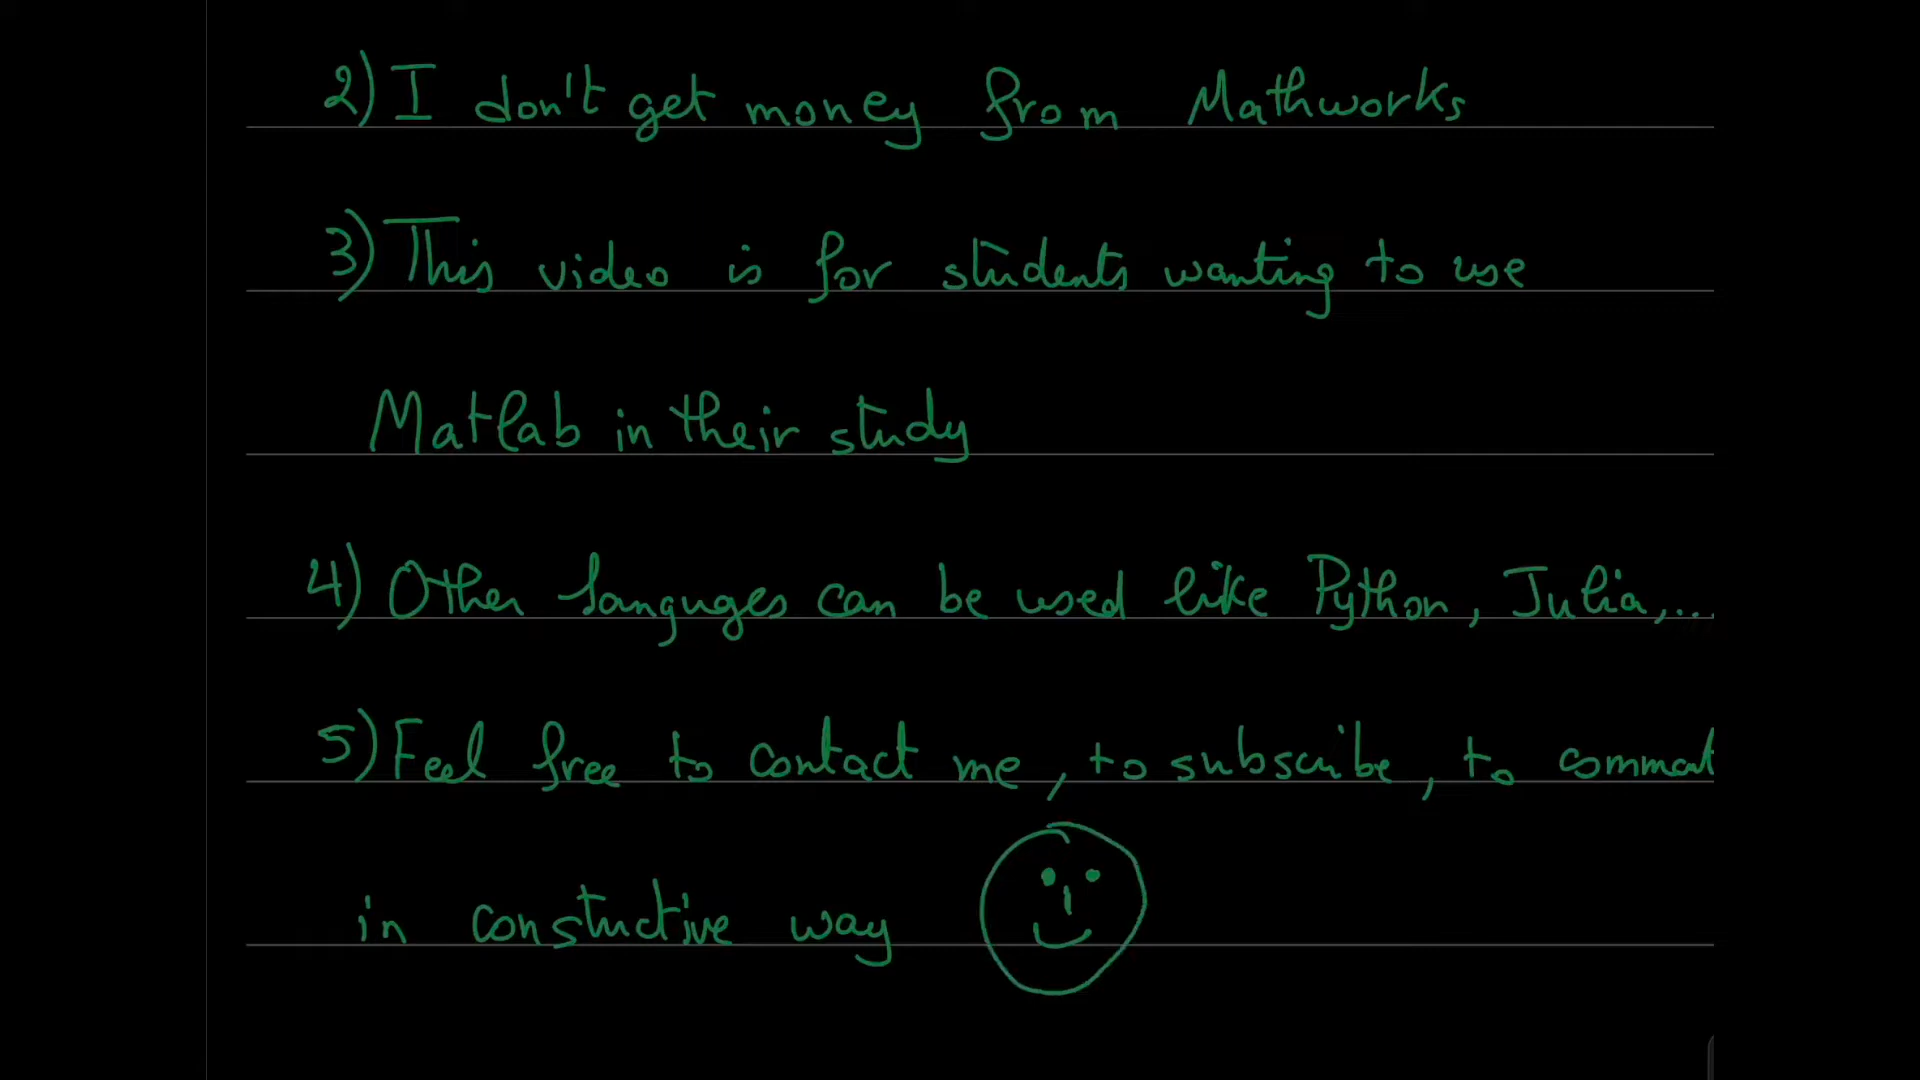 2) I don't get money from Mathworks
3) This video is for students wanting to use
Matlab in their study
4) Other languges can be used like Python, Julia,...
5) Feel free to contact me, to subscribe, to comment
in constuctive way